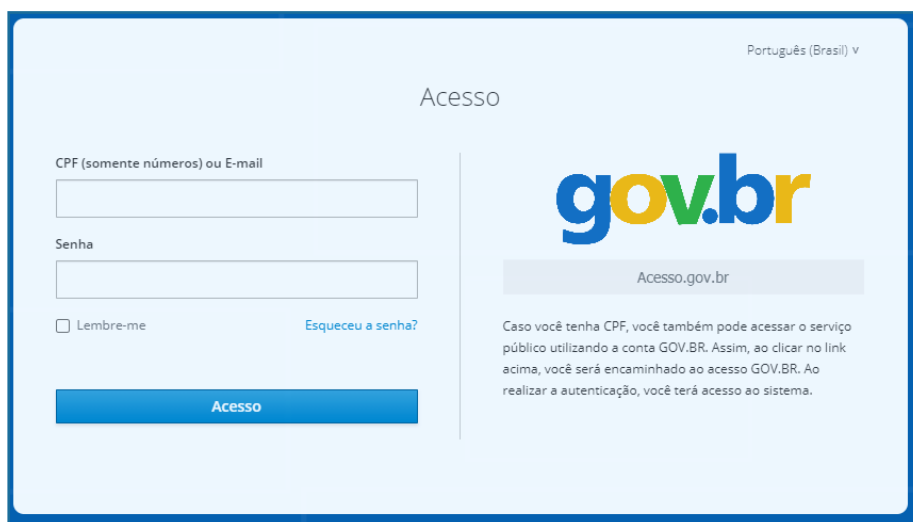 Português (Brasil) v
Acesso
CPF (somente números) ou E-mail
Senha
Lembre-me
Esqueceu a senha?
Acesso
gov.br
Acesso.gov.br
Caso você tenha CPF, você também pode acessar o serviço
público utilizando a conta GOV.BR. Assim, ao clicar no link
acima, você será encaminhado ao acesso GOV.BR. Ao
realizar a autenticação, você terá acesso ao sistema.